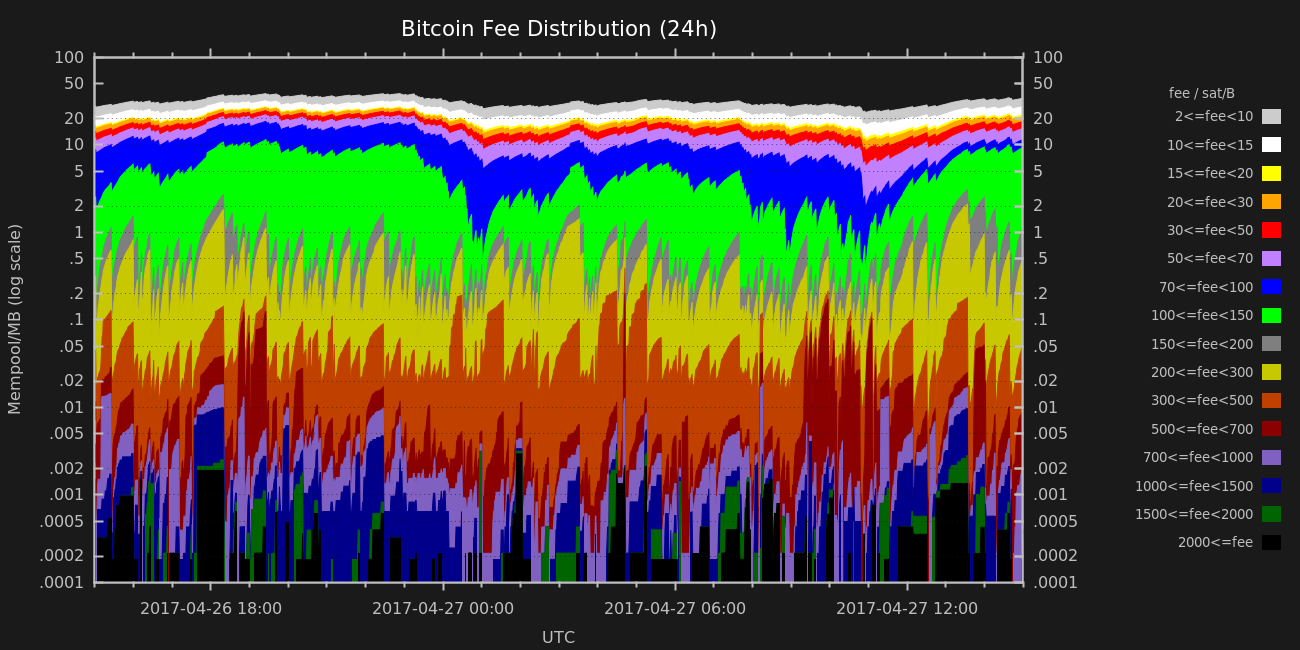 Bitcoin Fee Distribution (24h)
Mempool/MB (log scale)
100
50
20
10
5
2
1
.5
.2
.1
.05
.02
.01
.005
.002
.001
.0005
.0002
.0001
100
50
20
10
5
2
1
.5
.2
.1
.05
.02
.01
.005
.002
.001
.0005
.0002
.0001
fee / sat/B
2<=fee<10
10<=fee<15
15<=fee<20
20<=fee<30
30<=fee<50
50<=fee<70
70<=fee<100
100<=fee<150
150<=fee<200
200<=fee<300
300<=fee<500
500<=fee<700
700<=fee<1000
1000<=fee<1500
1500<=fee<2000
2000<=fee
2017-04-26 18:00 2017-04-27 00:00 2017-04-27 06:00 2017-04-27 12:00
UTC